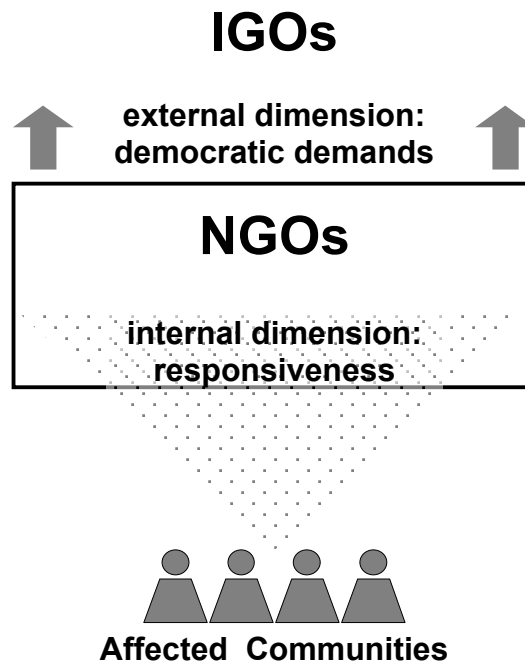 IGOs
external dimension:
democratic demands
NGOs
internal dimension:
responsiveness
Affected Communities